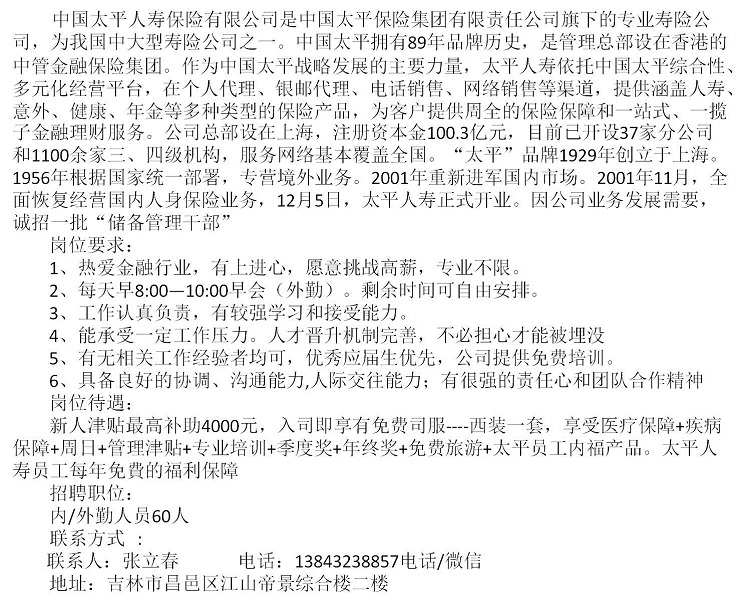 中国太平人寿保险有限公司是中国太平保险集团有限责任公司旗下的专业寿险公
司，为我国中大型寿险公司之一。中国太平拥有89年品牌历史，是管理总部设在香港的
中管金融保险集团。作为中国太平战略发展的主要力量，太平人寿依托中国太平综合性、
多元化经营平台，在个人代理、银邮代理、电话销售、网络销售等渠道，提供涵盖人寿、
意外、健康、年金等多种类型的保险产品，为客户提供周全的保险保障和一站式、一揽
子金融理财服务。公司总部设在上海，注册资本金100.3亿元，目前已开设37家分公司
和1100余家三、四级机构，服务网络基本覆盖全国。“太平”品牌1929年创立于上海。
1956年根据国家统一部署，专营境外业务。2001年重新进军国内市场。2001年11月，全
面恢复经营国内人身保险业务，12月5日，太平人寿正式开业。因公司业务发展需要，
诚招一批“储备管理干部”
岗位要求：
1、热爱金融行业，有上进心，愿意挑战高薪，专业不限。
2、每天早8:00—10:00早会（外勤）。剩余时间可自由安排。
3、工作认真负责，有较强学习和接受能力。
4、能承受一定工作压力。人才晋升机制完善，不必担心才能被埋没
5、有无相关工作经验者均可，优秀应届生优先，公司提供免费培训。
6、具备良好的协调、沟通能力,人际交往能力；有很强的责任心和团队合作精神
岗位待遇：
新人津贴最高补助4000元，入司即享有免费司服----西装一套，享受医疗保障+疾病
保障+周日+管理津贴+专业培训+季度奖+年终奖+免费旅游+太平员工内福产品。太平人
寿员工每年免費的福利保障
招聘职位：
内/外勤人员60人
联系方式 ：
联系人：张立春 电话：13843238857电话/微信
地址：吉林市昌邑区江山帝景综合楼二楼